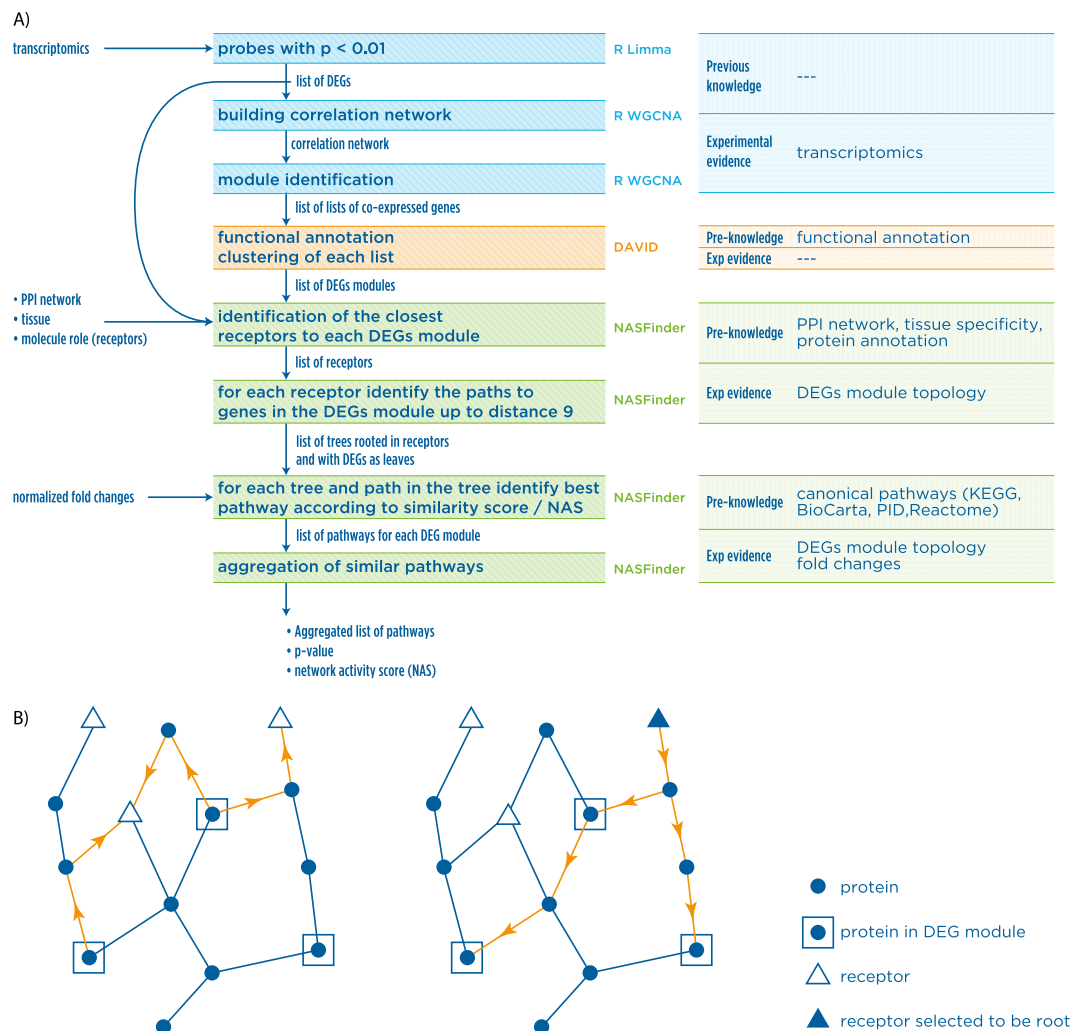 A)
transcriptomics
probes with p < 0.01
R Limma
list of DEGs
building correlation network
R WGCNA
correlation network
module identification
R WGCNA
list of lists of co-expressed genes
functional annotation
clustering of each list
DAVID
list of DEGs modules
• PPI network
• tissue
• molecule role (receptors)
identification of the closest
receptors to each DEGs module
NASFinder
list of receptors
for each receptor identify the paths to
genes in the DEGs module up to distance 9
NASFinder
list of trees rooted in receptors
and with DEGs as leaves
normalized fold changes
for each tree and path in the tree identify best
pathway according to similarity score / NAS
NASFinder
list of pathways for each DEG module
aggregation of similar pathways
NASFinder
• Aggregated list of pathways
• p-value
• network activity score (NAS)
Previous
knowledge
---
Experimental
evidence
transcriptomics
Pre-knowledge
functional annotation
Exp evidence
---
Pre-knowledge
PPI network, tissue specificity,
protein annotation
Exp evidence
DEGs module topology
Pre-knowledge
canonical pathways (KEGG,
BioCarta, PID,Reactome)
Exp evidence
DEGs module topology
fold changes
B)
protein
protein in DEG module
receptor
receptor selected to be root